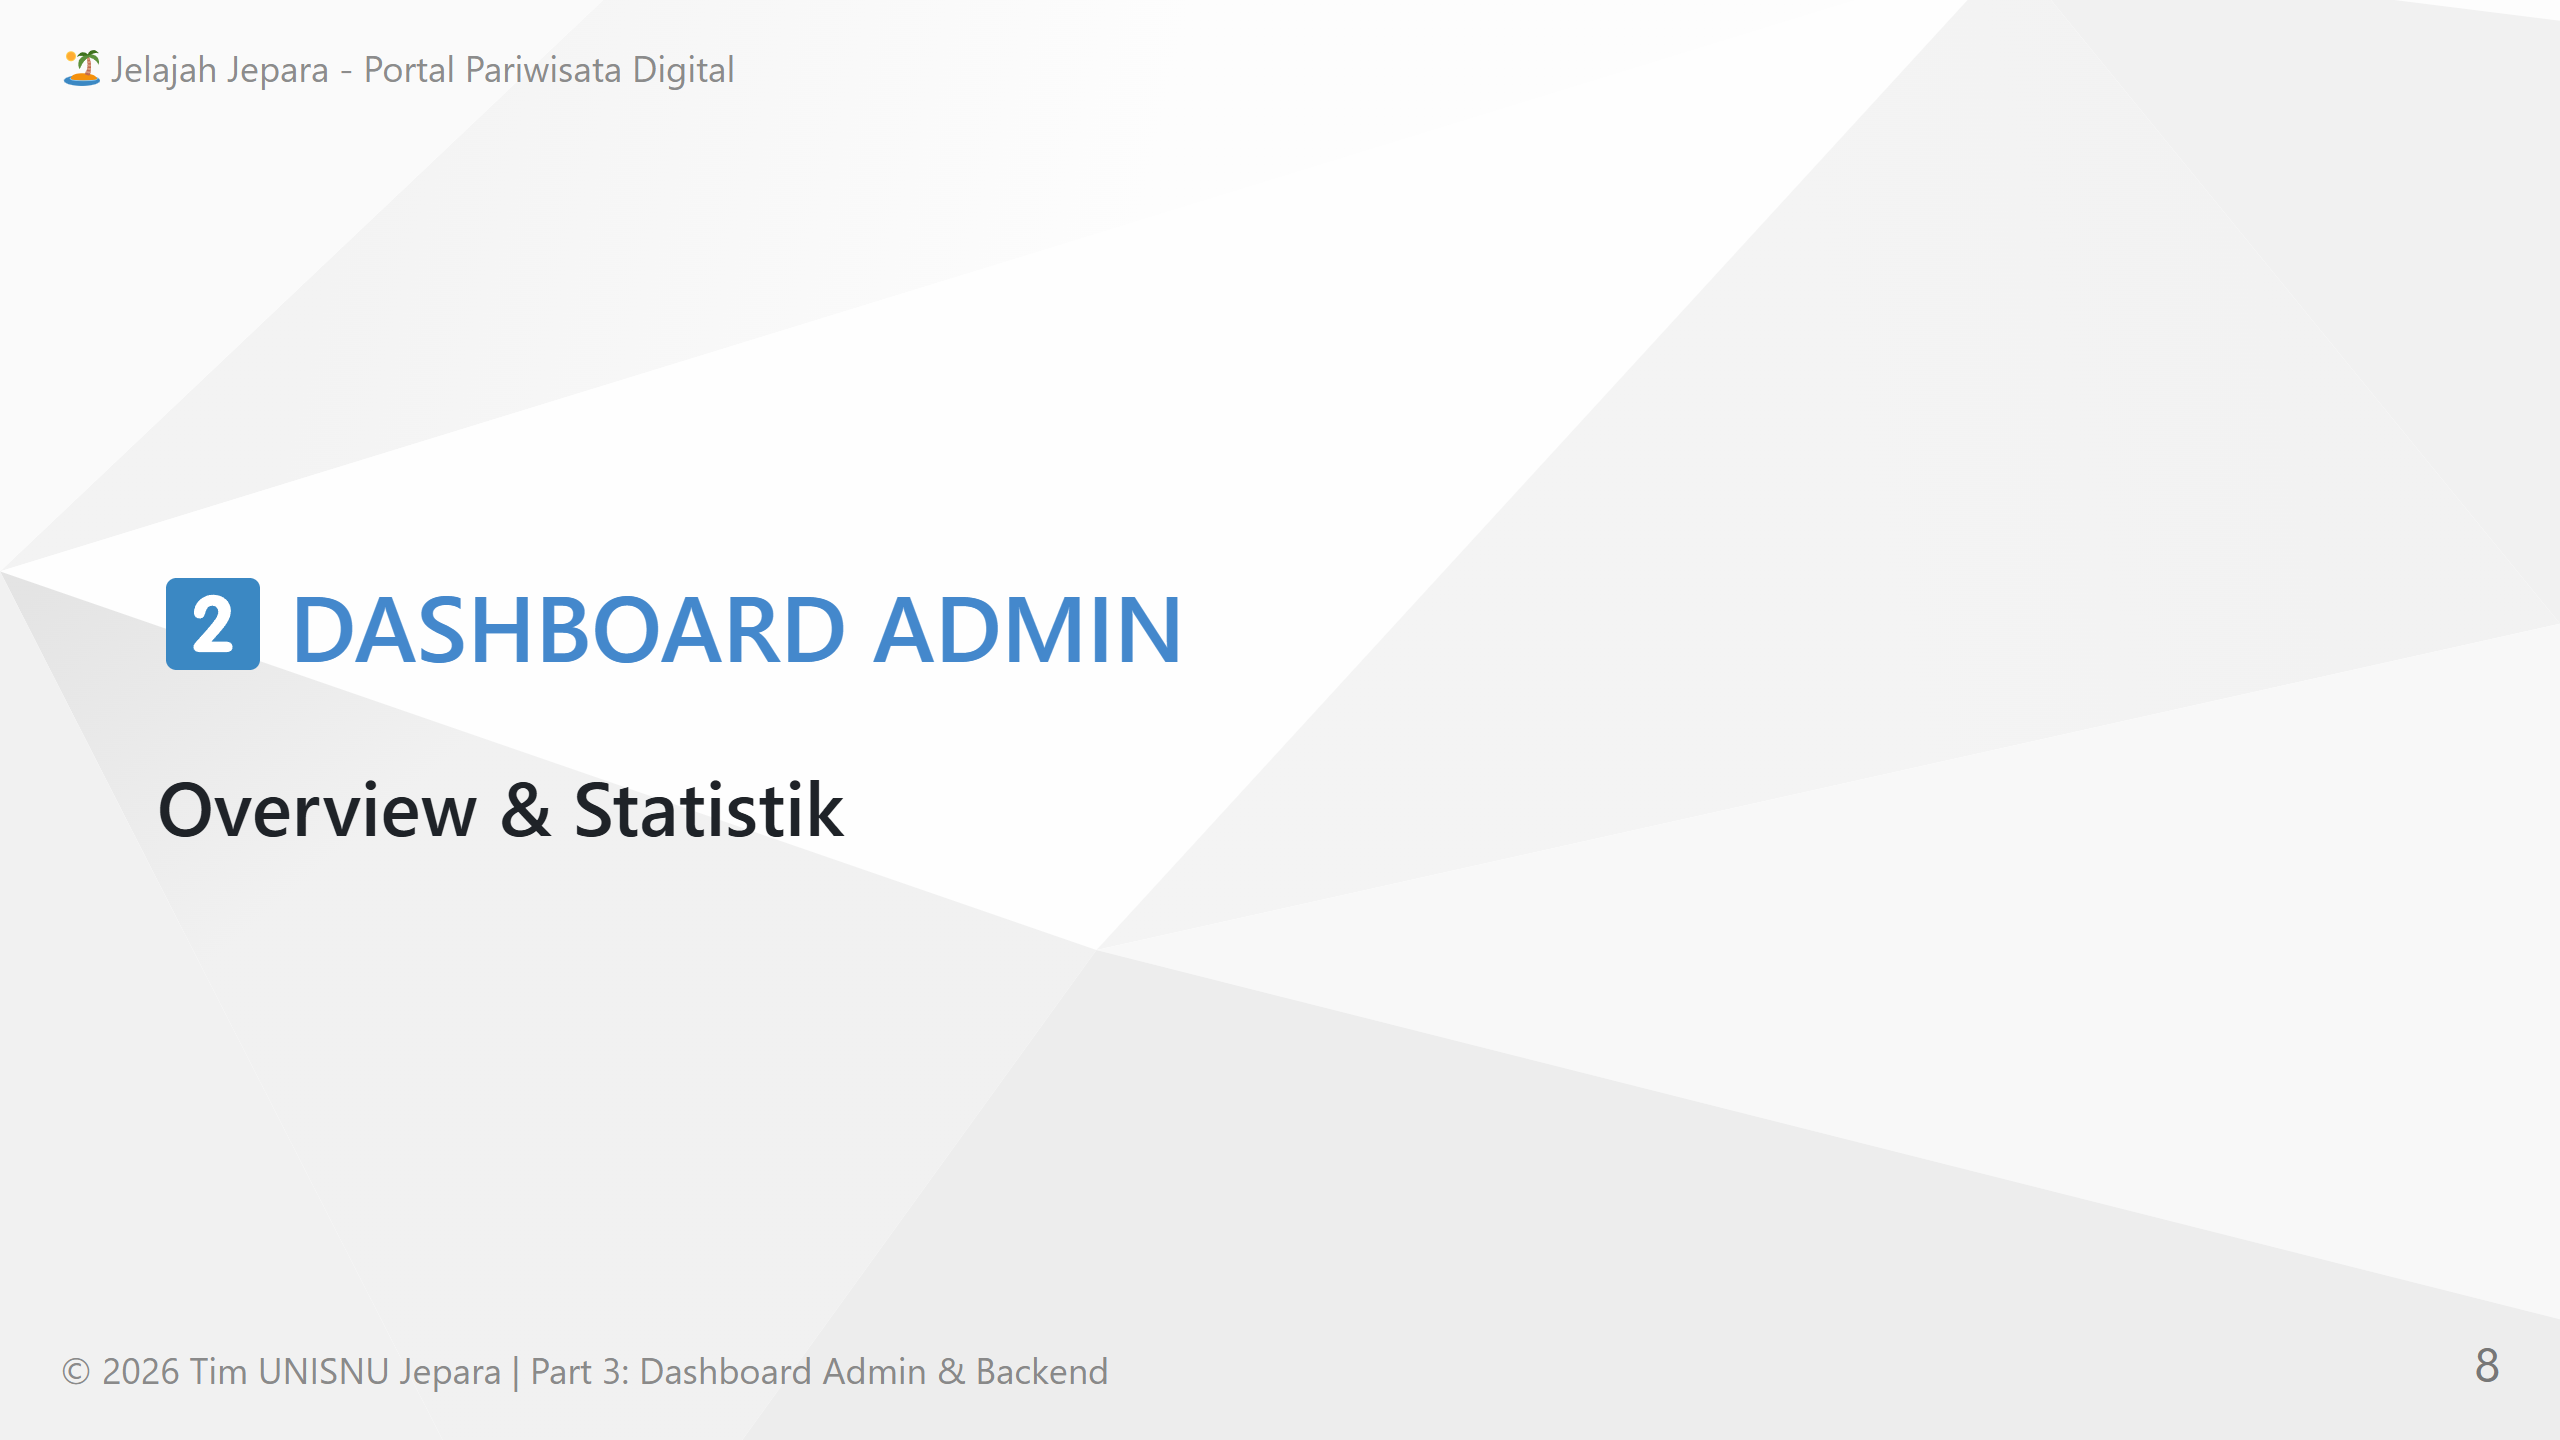 🏝️ Jelajah Jepara - Portal Pariwisata Digital
2️⃣ DASHBOARD ADMIN
Overview & Statistik
© 2026 Tim UNISNU Jepara | Part 3: Dashboard Admin & Backend
8